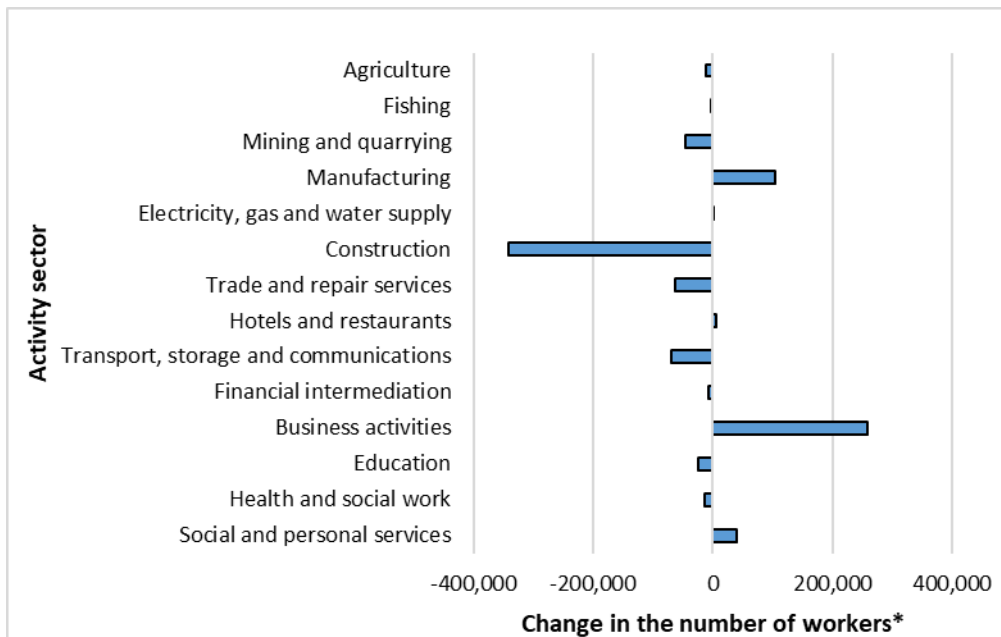 Activity sector
Agriculture
Fishing
Mining and quarrying
Manufacturing
Electricity, gas and water supply
Construction
Trade and repair services
Hotels and restaurants
Transport, storage and communications
Financial intermediation
Business activities
Education
Health and social work
Social and personal services
-400,000 -200,000 0 200,000 400,000
Change in the number of workers*